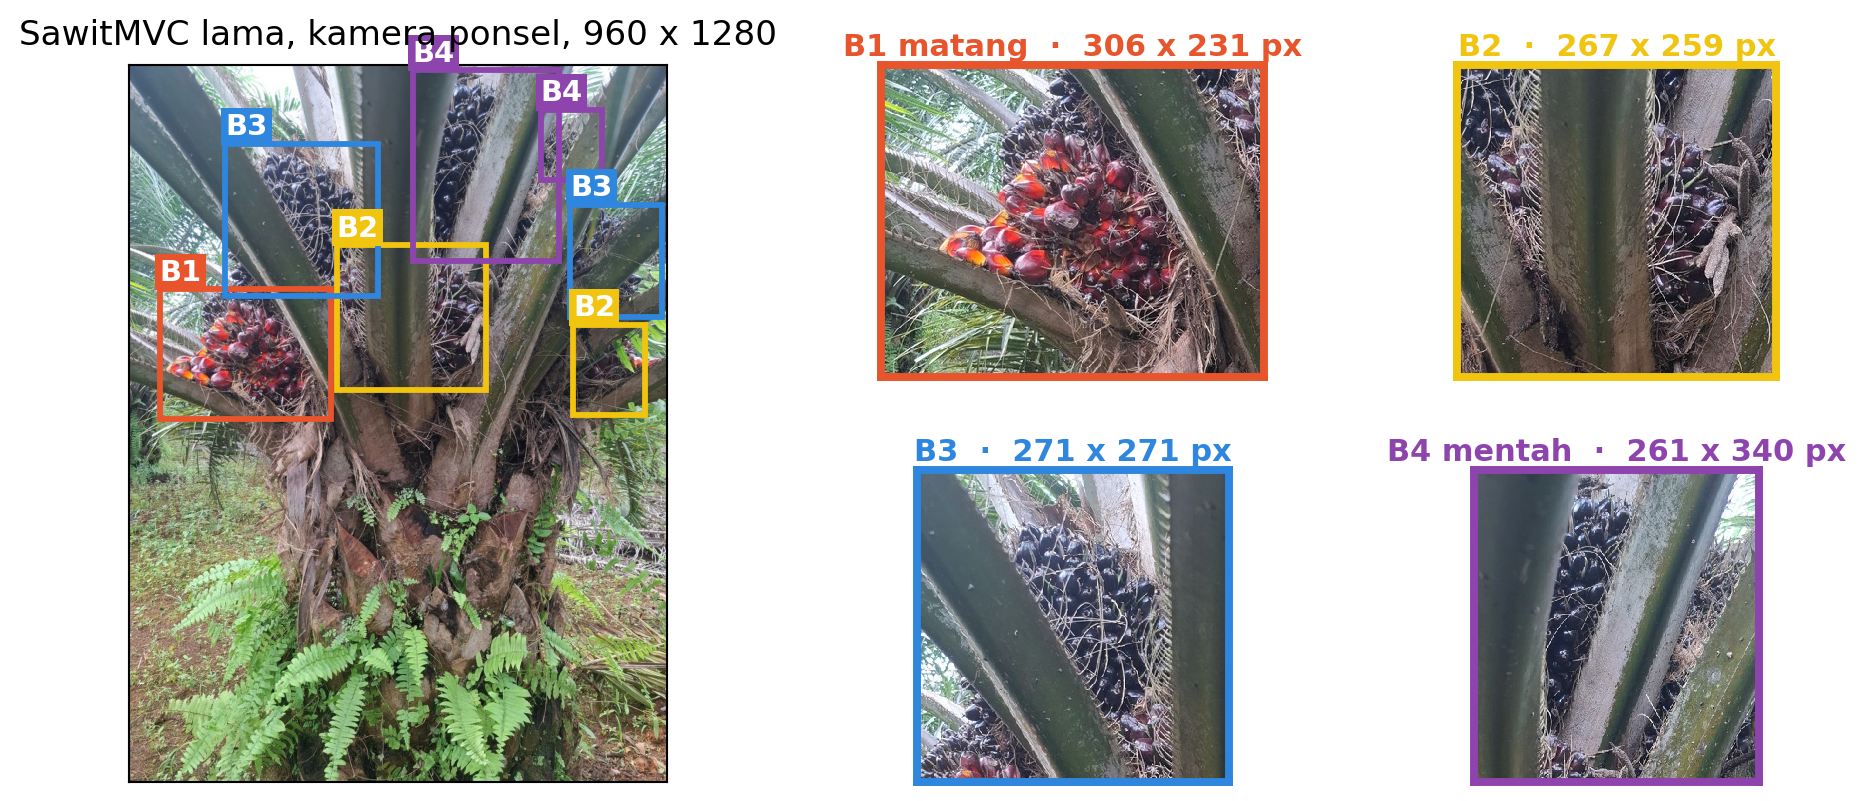 SawitMVC lama, kamera ponsel, 960 x 1280
B4
B4
B3
B3
B2
B1
B2
B1 matang · 306 x 231 px
B2 · 267 x 259 px
B3 · 271 x 271 px
B4 mentah · 261 x 340 px